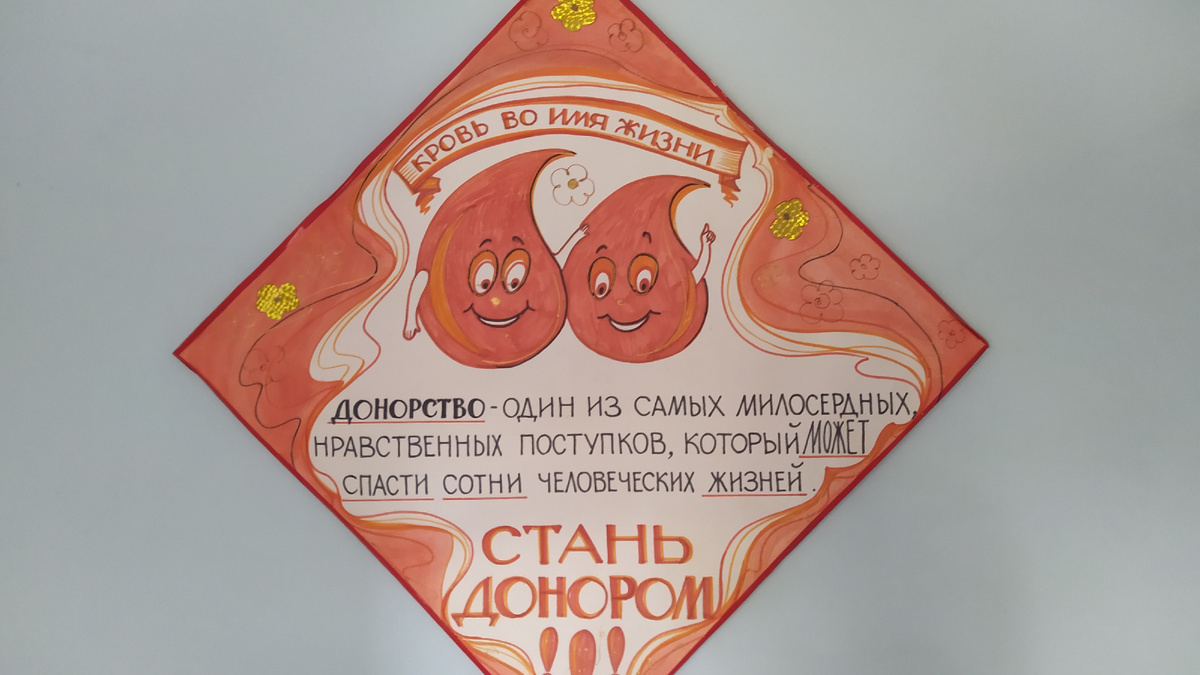 КРОВЬ ВО ИМЯ ЖИЗНИ
ДОНОРСТВО - ОДИН ИЗ САМЫХ МИЛОСЕРДНЫХ,
НРАВСТВЕННЫХ ПОСТУПКОВ, КОТОРЫЙ МОЖЕТ
СПАСТИ СОТНИ ЧЕЛОВЕЧЕСКИХ ЖИЗНЕЙ.
СТАНЬ
ДОНОРОМ
!!!